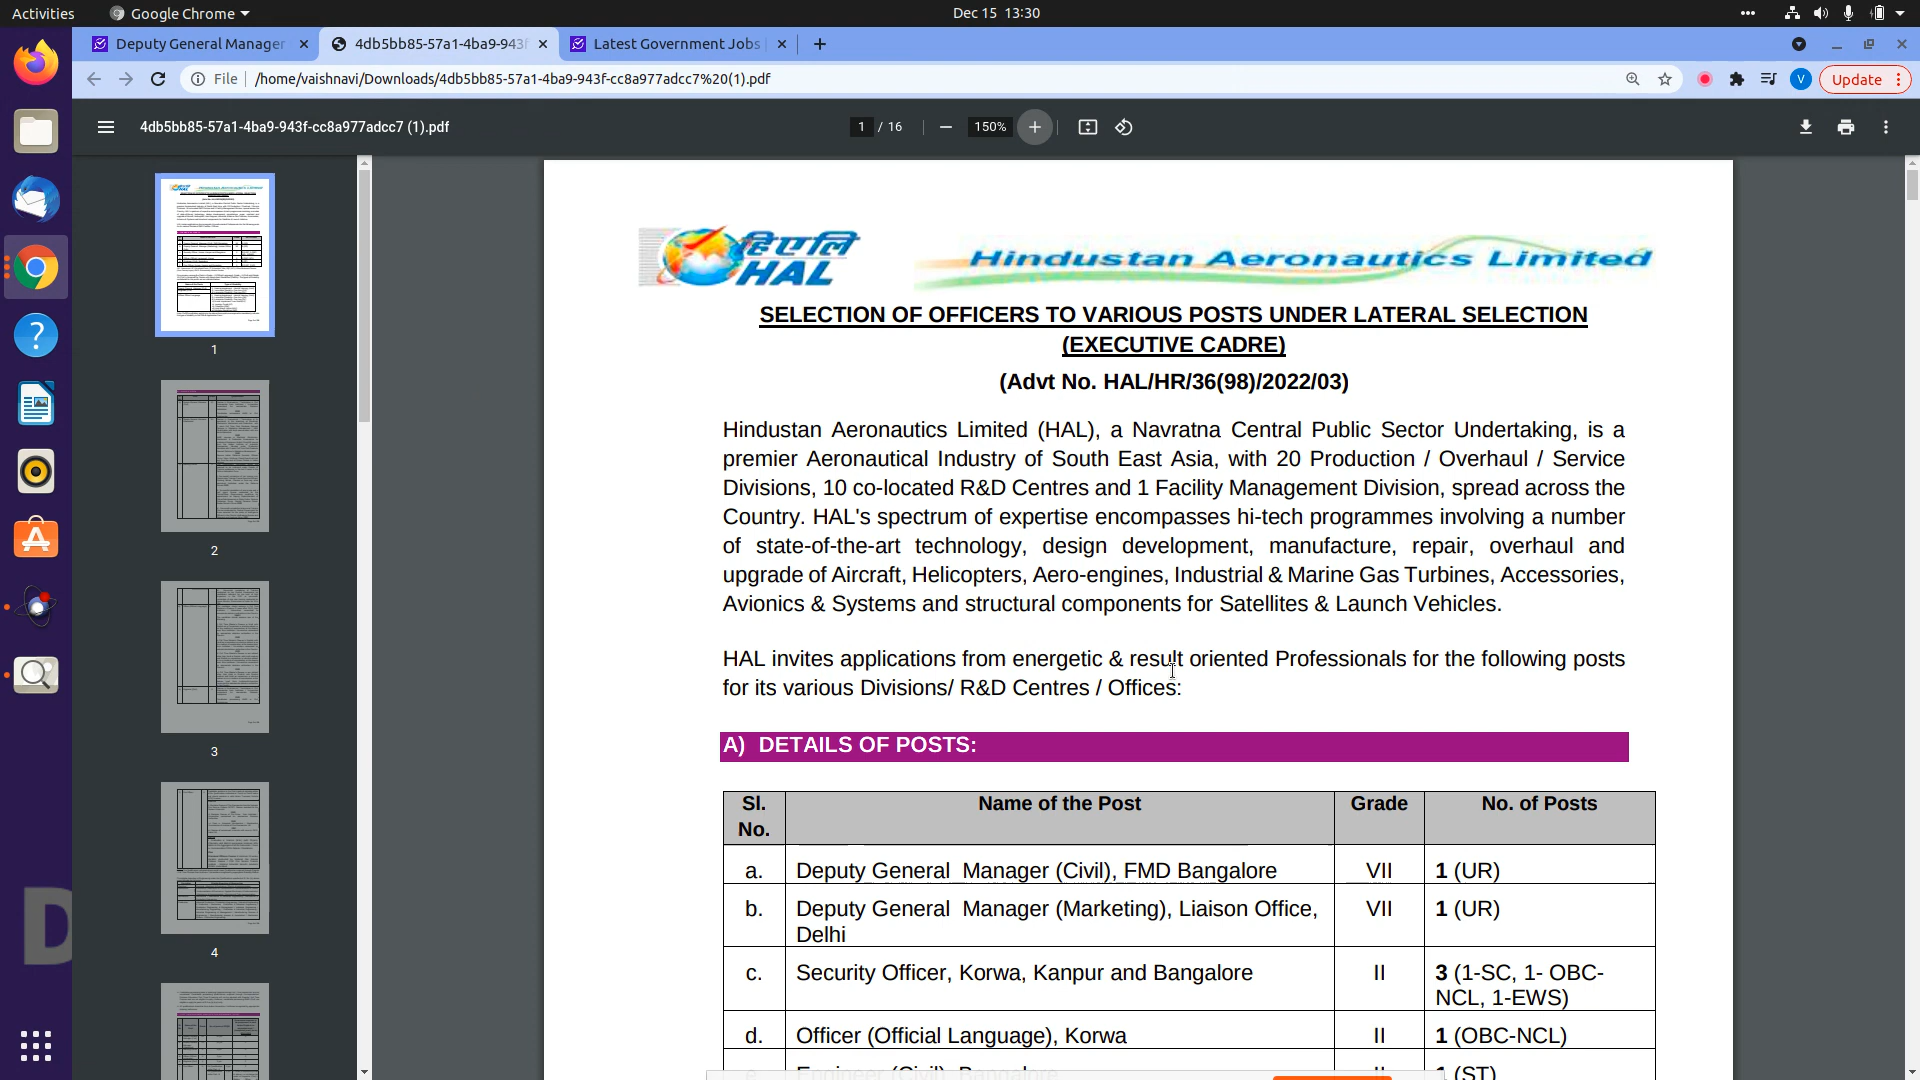 Activities
Google Chrome
Dec 15 13:30
Deputy General Manager
4db5bb85-57a1-4ba9-943f
Latest Government Jobs
File
/home/vaishnavi/Downloads/4db5bb85-57a1-4ba9-943f-cc8a977adcc7%20(1).pdf
V
Update
4db5bb85-57a1-4ba9-943f-cc8a977adcc7 (1).pdf
1 / 16
150%
1
2
3
4
हिएलि
HAL
Hindustan Aeronautics Limited
SELECTION OF OFFICERS TO VARIOUS POSTS UNDER LATERAL SELECTION
(EXECUTIVE CADRE)
(Advt No. HAL/HR/36(98)/2022/03)
Hindustan Aeronautics Limited (HAL), a Navratna Central Public Sector Undertaking, is a
premier Aeronautical Industry of South East Asia, with 20 Production / Overhaul / Service
Divisions, 10 co-located R&D Centres and 1 Facility Management Division, spread across the
Country. HAL's spectrum of expertise encompasses hi-tech programmes involving a number
of state-of-the-art technology, design development, manufacture, repair, overhaul and
upgrade of Aircraft, Helicopters, Aero-engines, Industrial & Marine Gas Turbines, Accessories,
Avionics & Systems and structural components for Satellites & Launch Vehicles.
HAL invites applications from energetic & result oriented Professionals for the following posts
for its various Divisions/ R&D Centres / Offices:
A) DETAILS OF POSTS:
Sl. No. Name of the Post Grade No. of Posts
a. Deputy General Manager (Civil), FMD Bangalore VII 1 (UR)
b. Deputy General Manager (Marketing), Liaison Office, VII 1 (UR)
Delhi
c. Security Officer, Korwa, Kanpur and Bangalore II 3 (1-SC, 1- OBC-
NCL, 1-EWS)
d. Officer (Official Language), Korwa II 1 (OBC-NCL)
e. Engineer (Civil), Bangalore II 1 (ST)